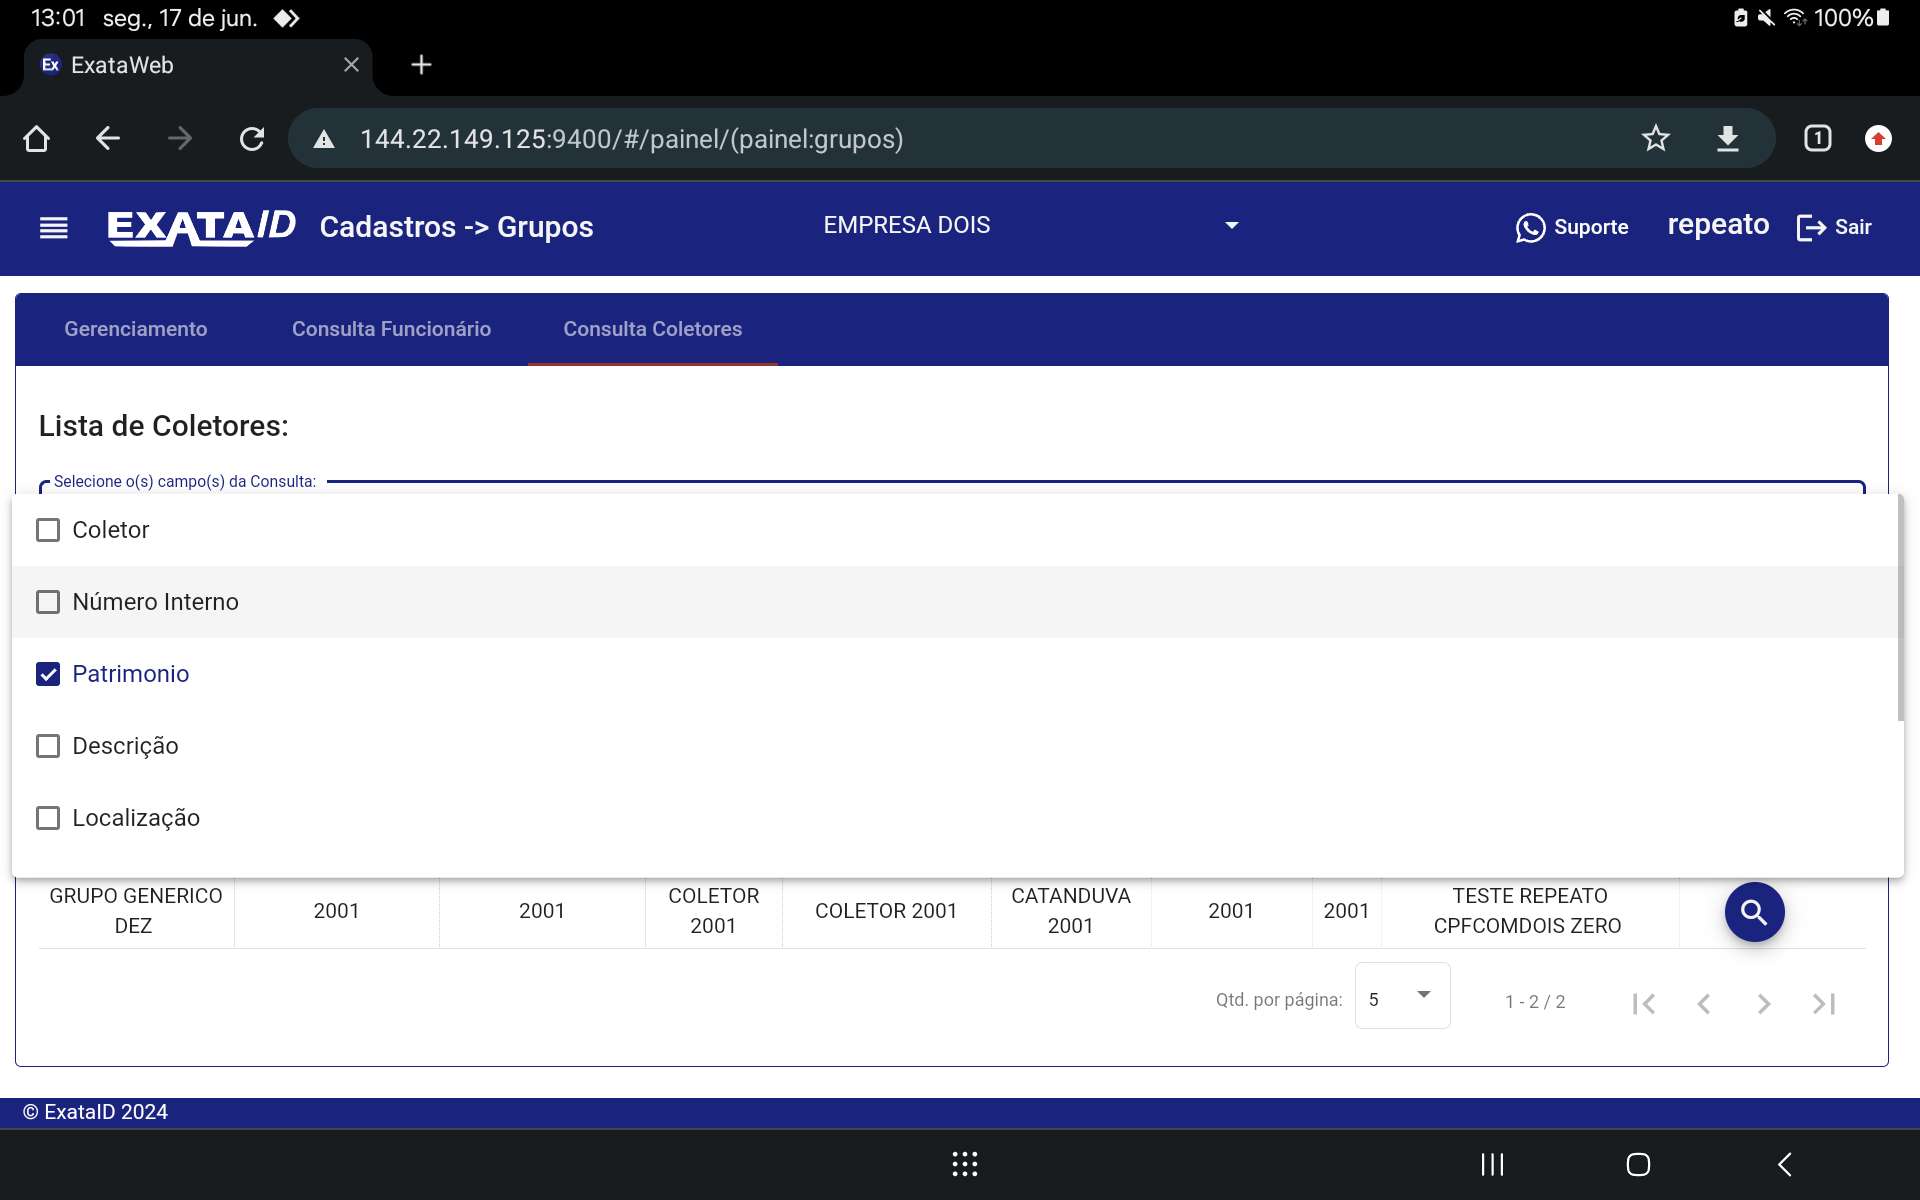 13:01 seg., 17 de jun. 100%
Ex ExataWeb
144.22.149.125:9400/#/painel/(painel:grupos) 1
EXATAID Cadastros -> Grupos EMPRESA DOIS Suporte repeato Sair
Gerenciamento Consulta Funcionário Consulta Coletores
Lista de Coletores:
Selecione o(s) campo(s) da Consulta:
Coletor
Número Interno
Patrimonio
Descrição
Localização
GRUPO GENERICO DEZ 2001 2001 COLETOR 2001 COLETOR 2001 CATANDUVA 2001 2001 2001 TESTE REPEATO CPFCOMDOIS ZERO
Qtd. por página: 5 1 - 2 / 2
© ExataID 2024